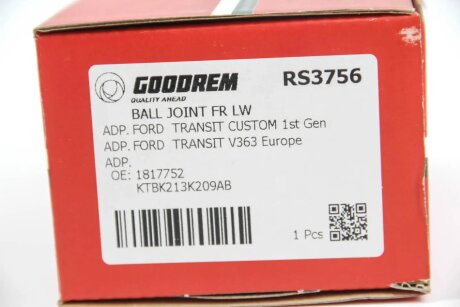 GOODREM
QUALITY AHEAD
RS3756
BALL JOINT FR LW
ADP. FORD TRANSIT CUSTOM 1st Gen
ADP. FORD TRANSIT V363 Europe
ADP.
OE: 1817752
KTBK213K209AB
1 Pcs